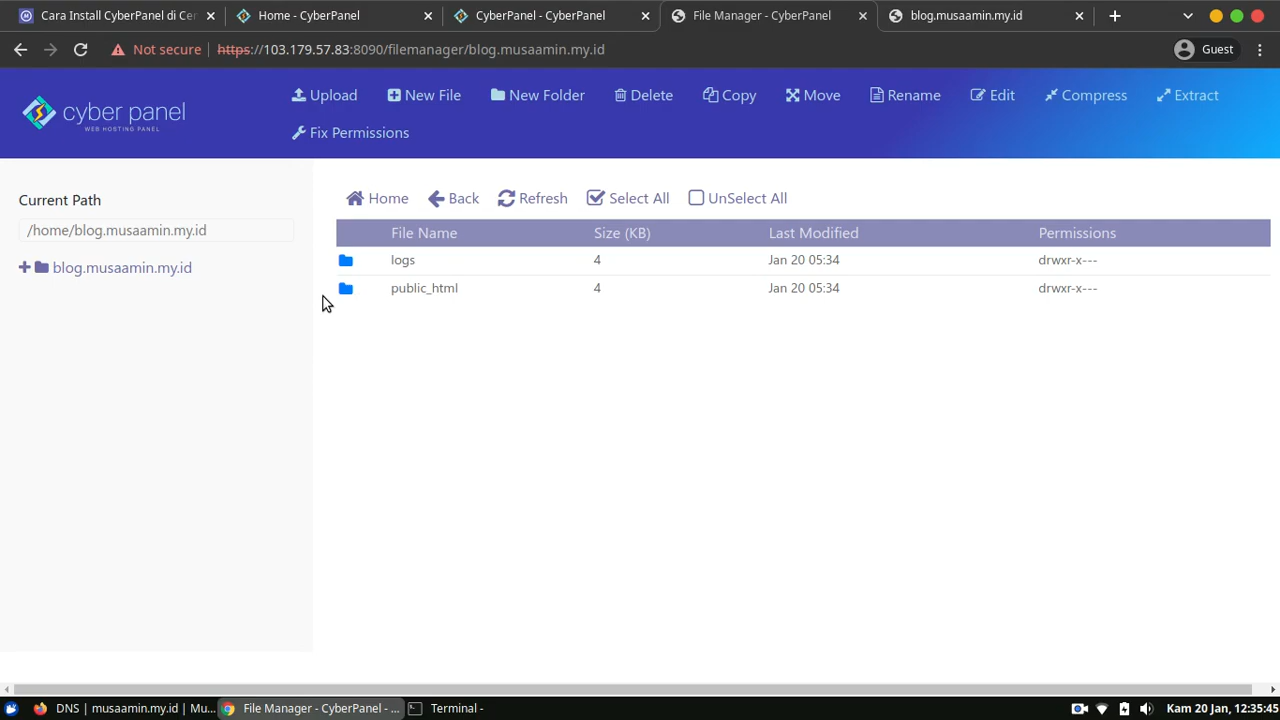 Cara Install CyberPanel di Cer
Home - CyberPanel
CyberPanel - CyberPanel
File Manager - CyberPanel
blog.musaamin.my.id
Not secure
https://103.179.57.83:8090/filemanager/blog.musaamin.my.id
Guest
cyber panel
WEB HOSTING PANEL
Upload New File New Folder Delete Copy Move Rename Edit Compress Extract
Fix Permissions
Current Path
/home/blog.musaamin.my.id
blog.musaamin.my.id
Home Back Refresh Select All UnSelect All
File Name Size (KB) Last Modified Permissions
logs 4 Jan 20 05:34 drwxr-x---
public_html 4 Jan 20 05:34 drwxr-x---
DNS | musaamin.my.id | Mu...
File Manager - CyberPanel - ...
Terminal -
Kam 20 Jan, 12:35:45